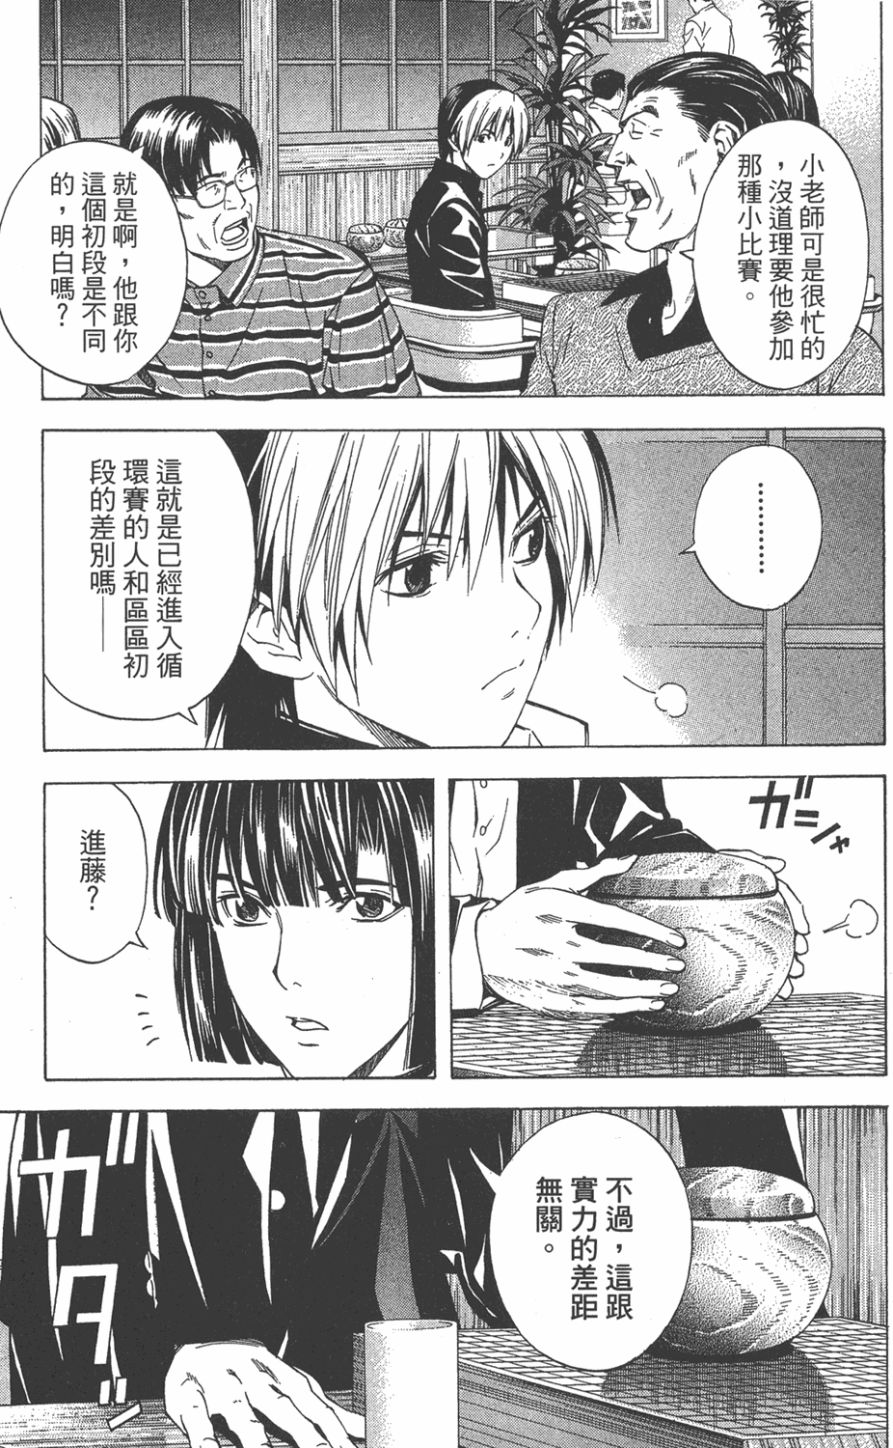 小老師可是很忙的
，沒道理要他參加
那種小比賽。
就是啊，他跟你
這個初段是不同
的，明白嗎？
…………
這就是已經進入循
環賽的人和區區初
段的差別嗎──
ガニャ
進藤？
不過，這跟
實力的差距
無關。
ガタ